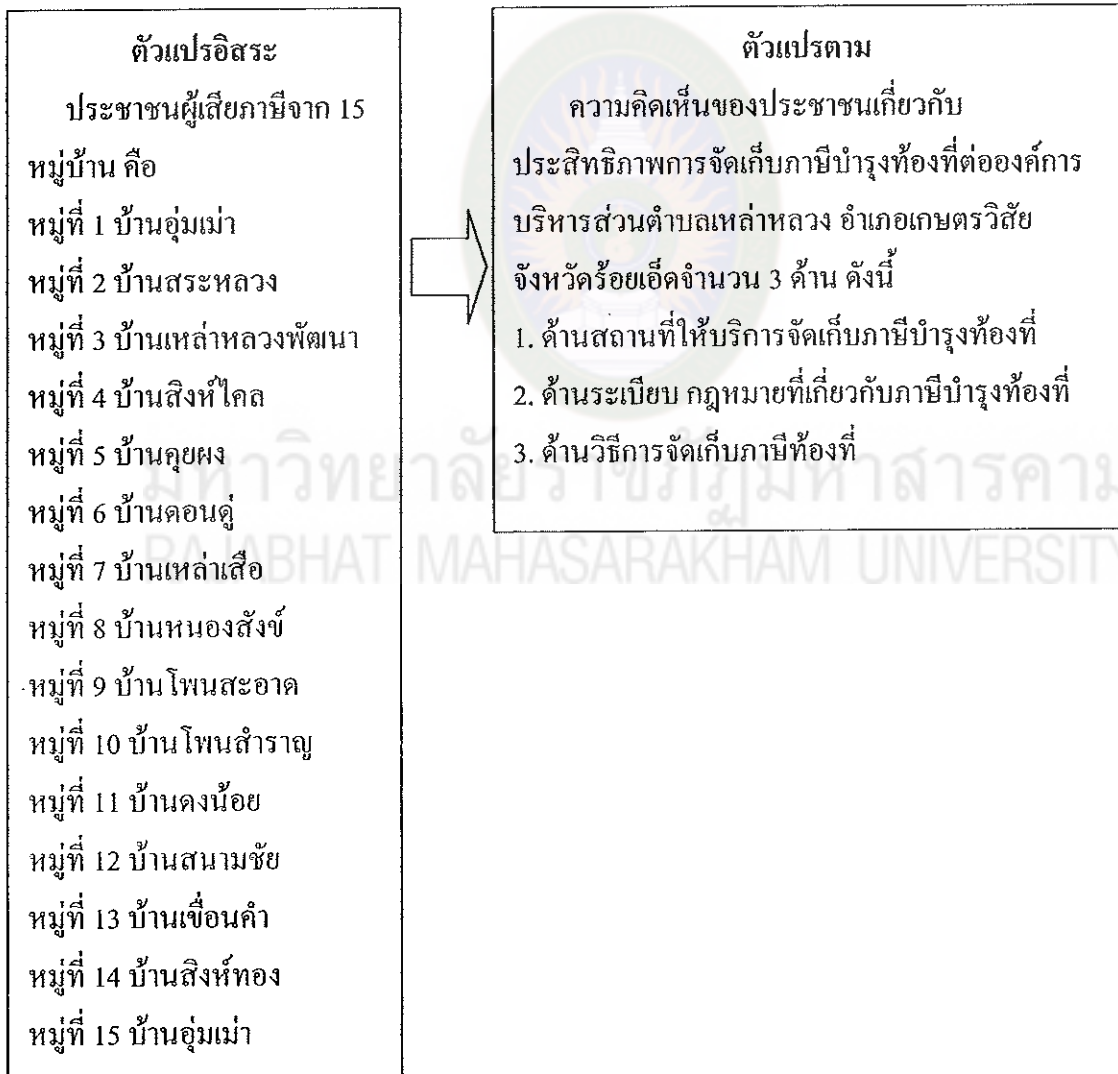 ตัวแปรอิสระ
ประชาชนผู้เสียภาษีจาก 15
หมู่บ้าน คือ
หมู่ที่ 1 บ้านอุ่มเม่า
หมู่ที่ 2 บ้านสระหลวง
หมู่ที่ 3 บ้านเหล่าหลวงพัฒนา
หมู่ที่ 4 บ้านสิงห์ไคล
หมู่ที่ 5 บ้านคุยผง
หมู่ที่ 6 บ้านดอนดู่
หมู่ที่ 7 บ้านเหล่าเสือ
หมู่ที่ 8 บ้านหนองสังข์
หมู่ที่ 9 บ้านโพนสะอาด
หมู่ที่ 10 บ้านโพนสำราญ
หมู่ที่ 11 บ้านดงน้อย
หมู่ที่ 12 บ้านสนามชัย
หมู่ที่ 13 บ้านเขื่อนคำ
หมู่ที่ 14 บ้านสิงห์ทอง
หมู่ที่ 15 บ้านอุ่มเม่า
ตัวแปรตาม
ความคิดเห็นของประชาชนเกี่ยวกับ
ประสิทธิภาพการจัดเก็บภาษีบำรุงท้องที่ต่อองค์การ
บริหารส่วนตำบลเหล่าหลวง อำเภอเกษตรวิสัย
จังหวัดร้อยเอ็ดจำนวน 3 ด้าน ดังนี้
1. ด้านสถานที่ให้บริการจัดเก็บภาษีบำรุงท้องที่
2. ด้านระเบียบ กฎหมายที่เกี่ยวกับภาษีบำรุงท้องที่
3. ด้านวิธีการจัดเก็บภาษีท้องที่
มหาวิทยาลัยราชภัฏมหาสารคาม
RAJABHAT MAHASARAKHAM UNIVERSITY